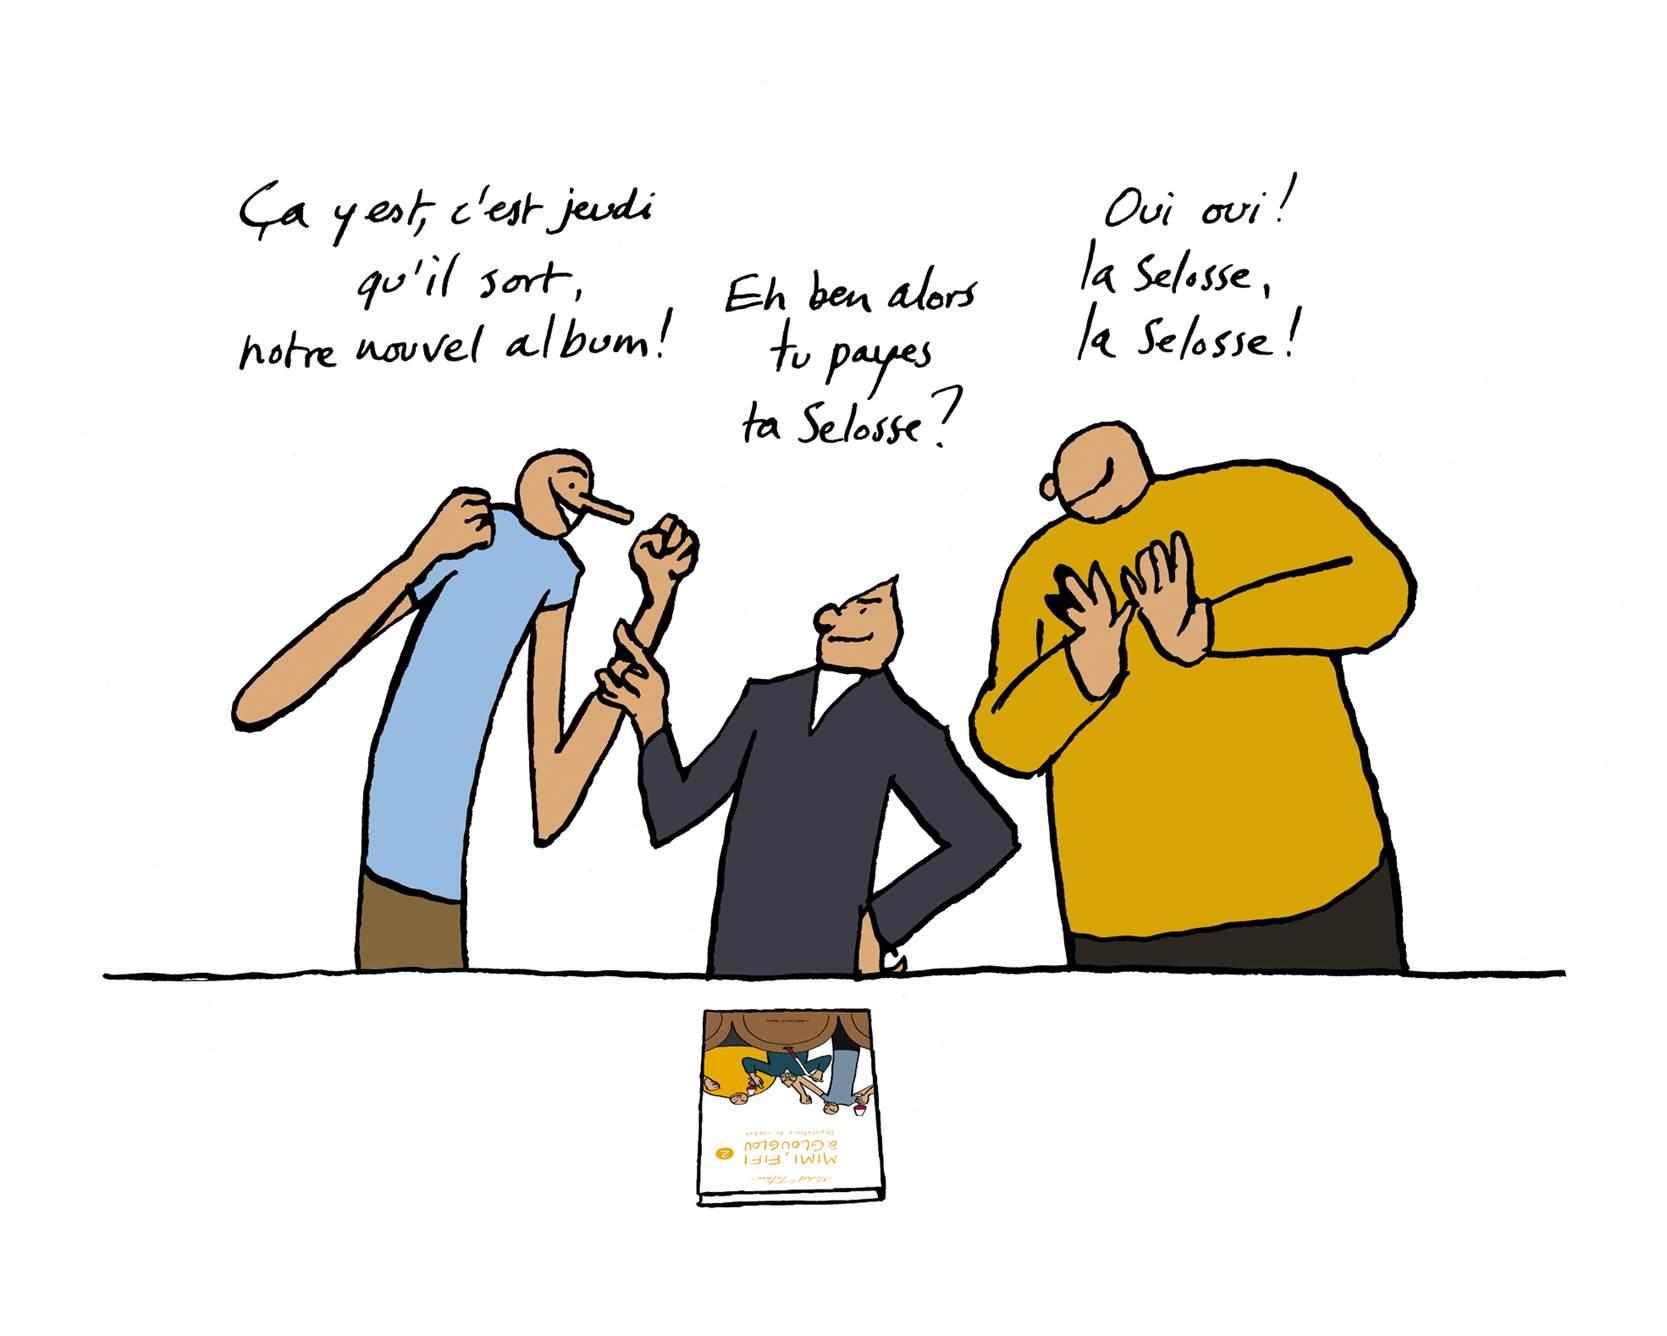 Ça y est, c'est jeudi
qu'il sort,
notre nouvel album!
Eh ben alors
tu payes
ta Selosse?
Oui oui!
la Selosse,
la Selosse!
MIMI, FIFI
& GLOUGLOU
2